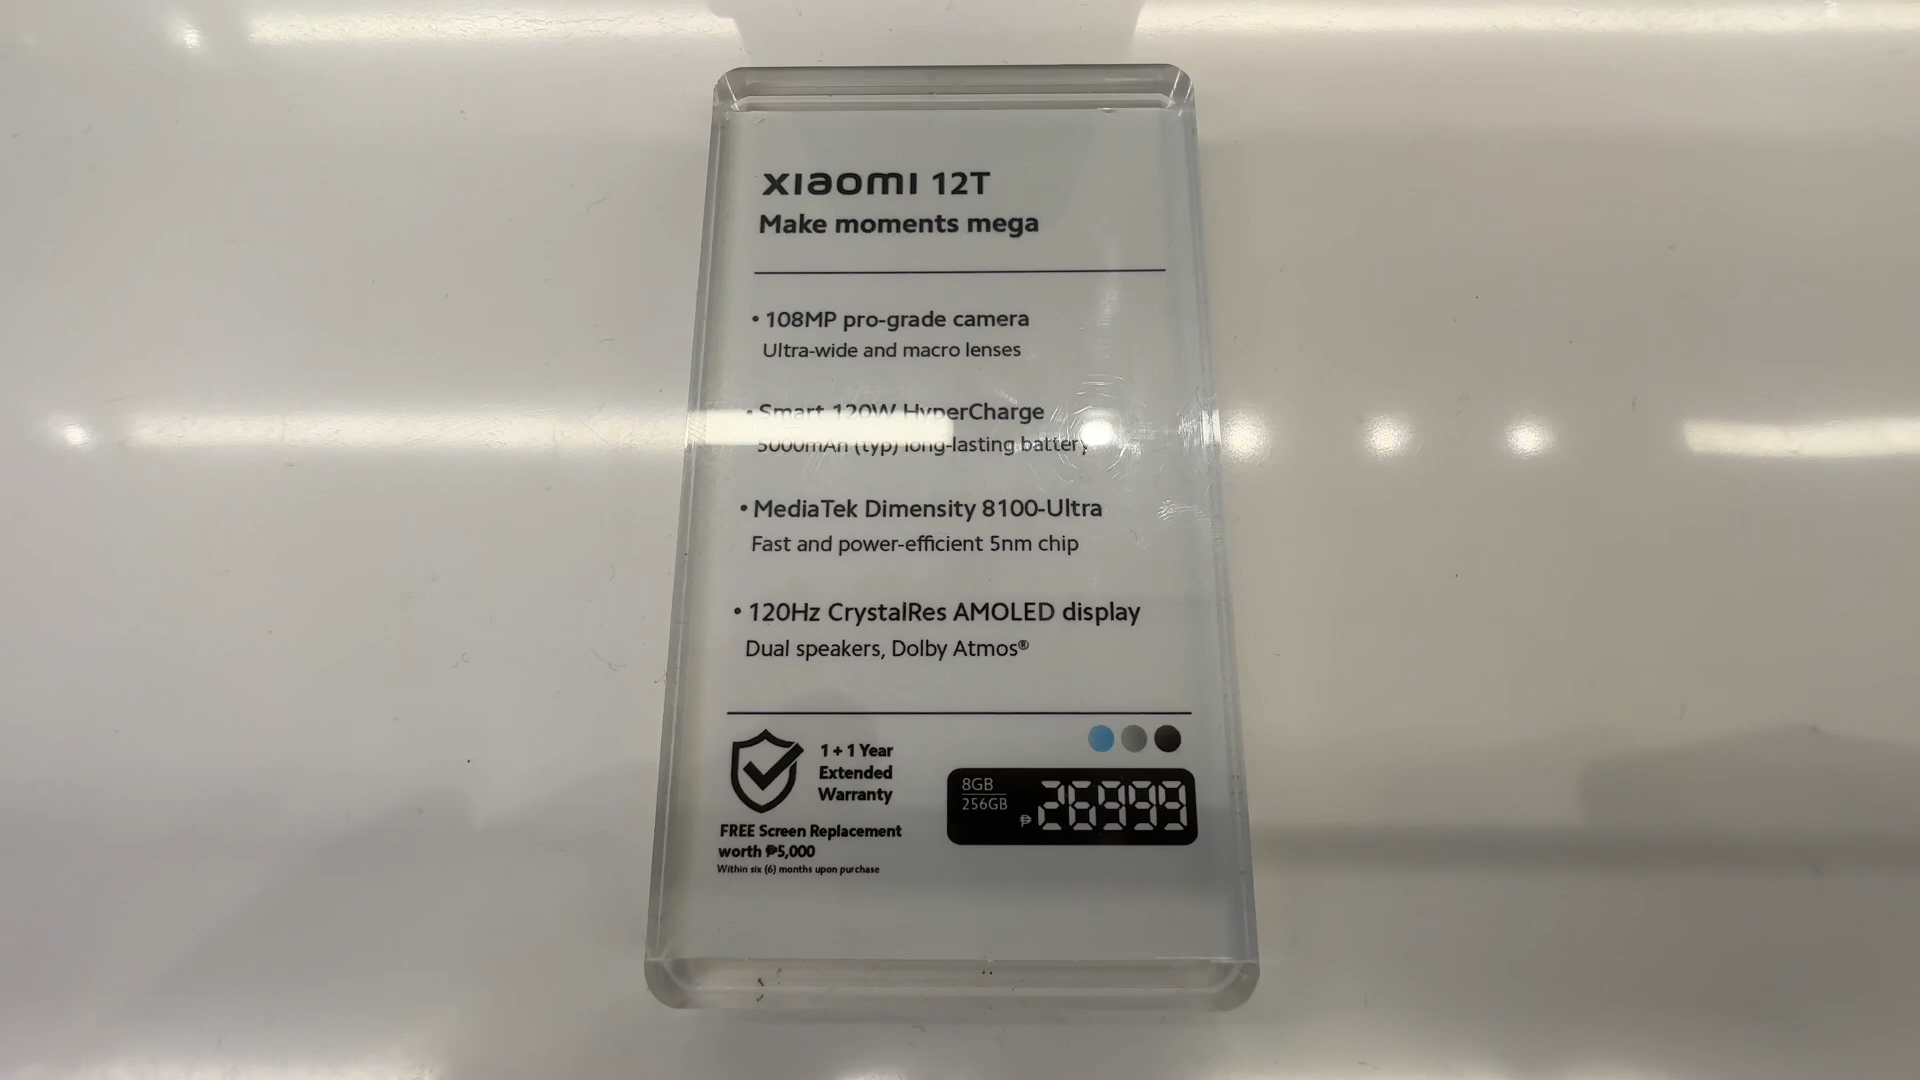 xiaomi 12T
Make moments mega
• 108MP pro-grade camera
Ultra-wide and macro lenses
• Smart 120W HyperCharge
5000mAh (typ) long-lasting battery
• MediaTek Dimensity 8100-Ultra
Fast and power-efficient 5nm chip
• 120Hz CrystalRes AMOLED display
Dual speakers, Dolby Atmos®
1 + 1 Year
Extended
Warranty
FREE Screen Replacement
worth ₱5,000
Within six (6) months upon purchase
8GB
256GB
₱ 26999